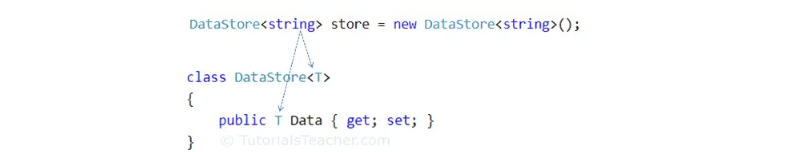 DataStore<string> store = new DataStore<string>();
class DataStore<T>
{
public T Data { get; set; }
}
© TutorialsTeacher.com